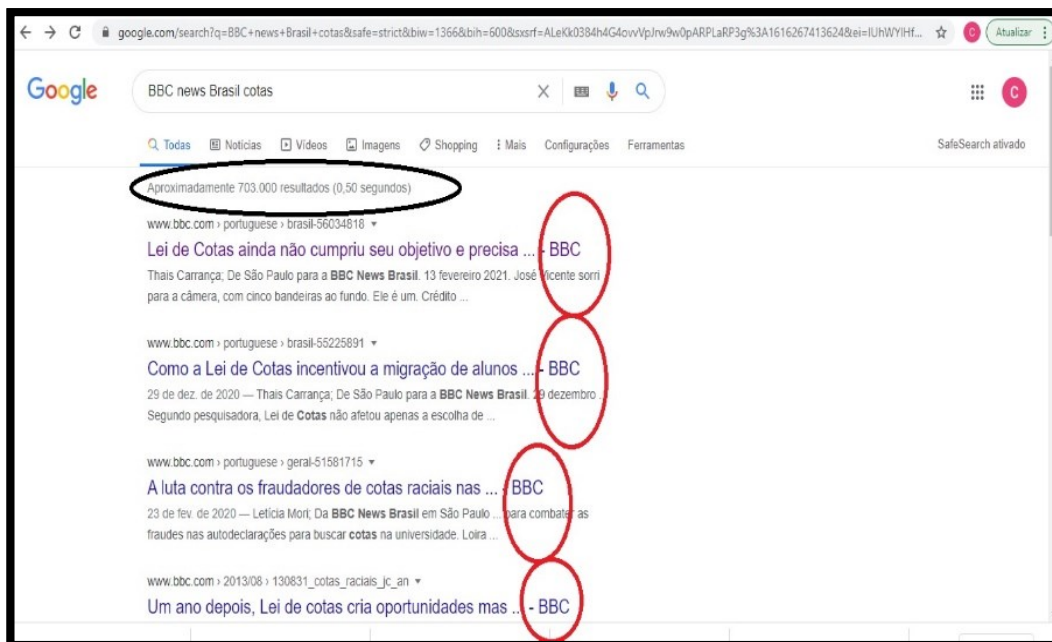 google.com/search?q=BBC+news+Brasil+cotas&safe=strict&biw=1366&bih=600&sxsrf=ALeKk0384h4G4ovvVpJrw9w0pARPLaRP3g%3A1616267413624&ei=lUhWYIHf... C Atualizar
Google BBC news Brasil cotas C
Todas Notícias Vídeos Imagens Shopping Mais Configurações Ferramentas SafeSearch ativado
Aproximadamente 703.000 resultados (0,50 segundos)
www.bbc.com › portuguese › brasil-56034818
Lei de Cotas ainda não cumpriu seu objetivo e precisa ... - BBC
Thais Carrança; De São Paulo para a BBC News Brasil. 13 fevereiro 2021. José Vicente sorri
para a câmera, com cinco bandeiras ao fundo. Ele é um. Crédito ...
www.bbc.com › portuguese › brasil-55225891
Como a Lei de Cotas incentivou a migração de alunos ... - BBC
29 de dez. de 2020 — Thais Carrança; De São Paulo para a BBC News Brasil. 29 dezembro ...
Segundo pesquisadora, Lei de Cotas não afetou apenas a escolha de ...
www.bbc.com › portuguese › geral-51581715
A luta contra os fraudadores de cotas raciais nas ... - BBC
23 de fev. de 2020 — Letícia Mori; Da BBC News Brasil em São Paulo ... para combater as
fraudes nas autodeclarações para buscar cotas na universidade. Loira ...
www.bbc.com › 2013/08 › 130831_cotas_raciais_jc_an
Um ano depois, Lei de cotas cria oportunidades mas ... - BBC